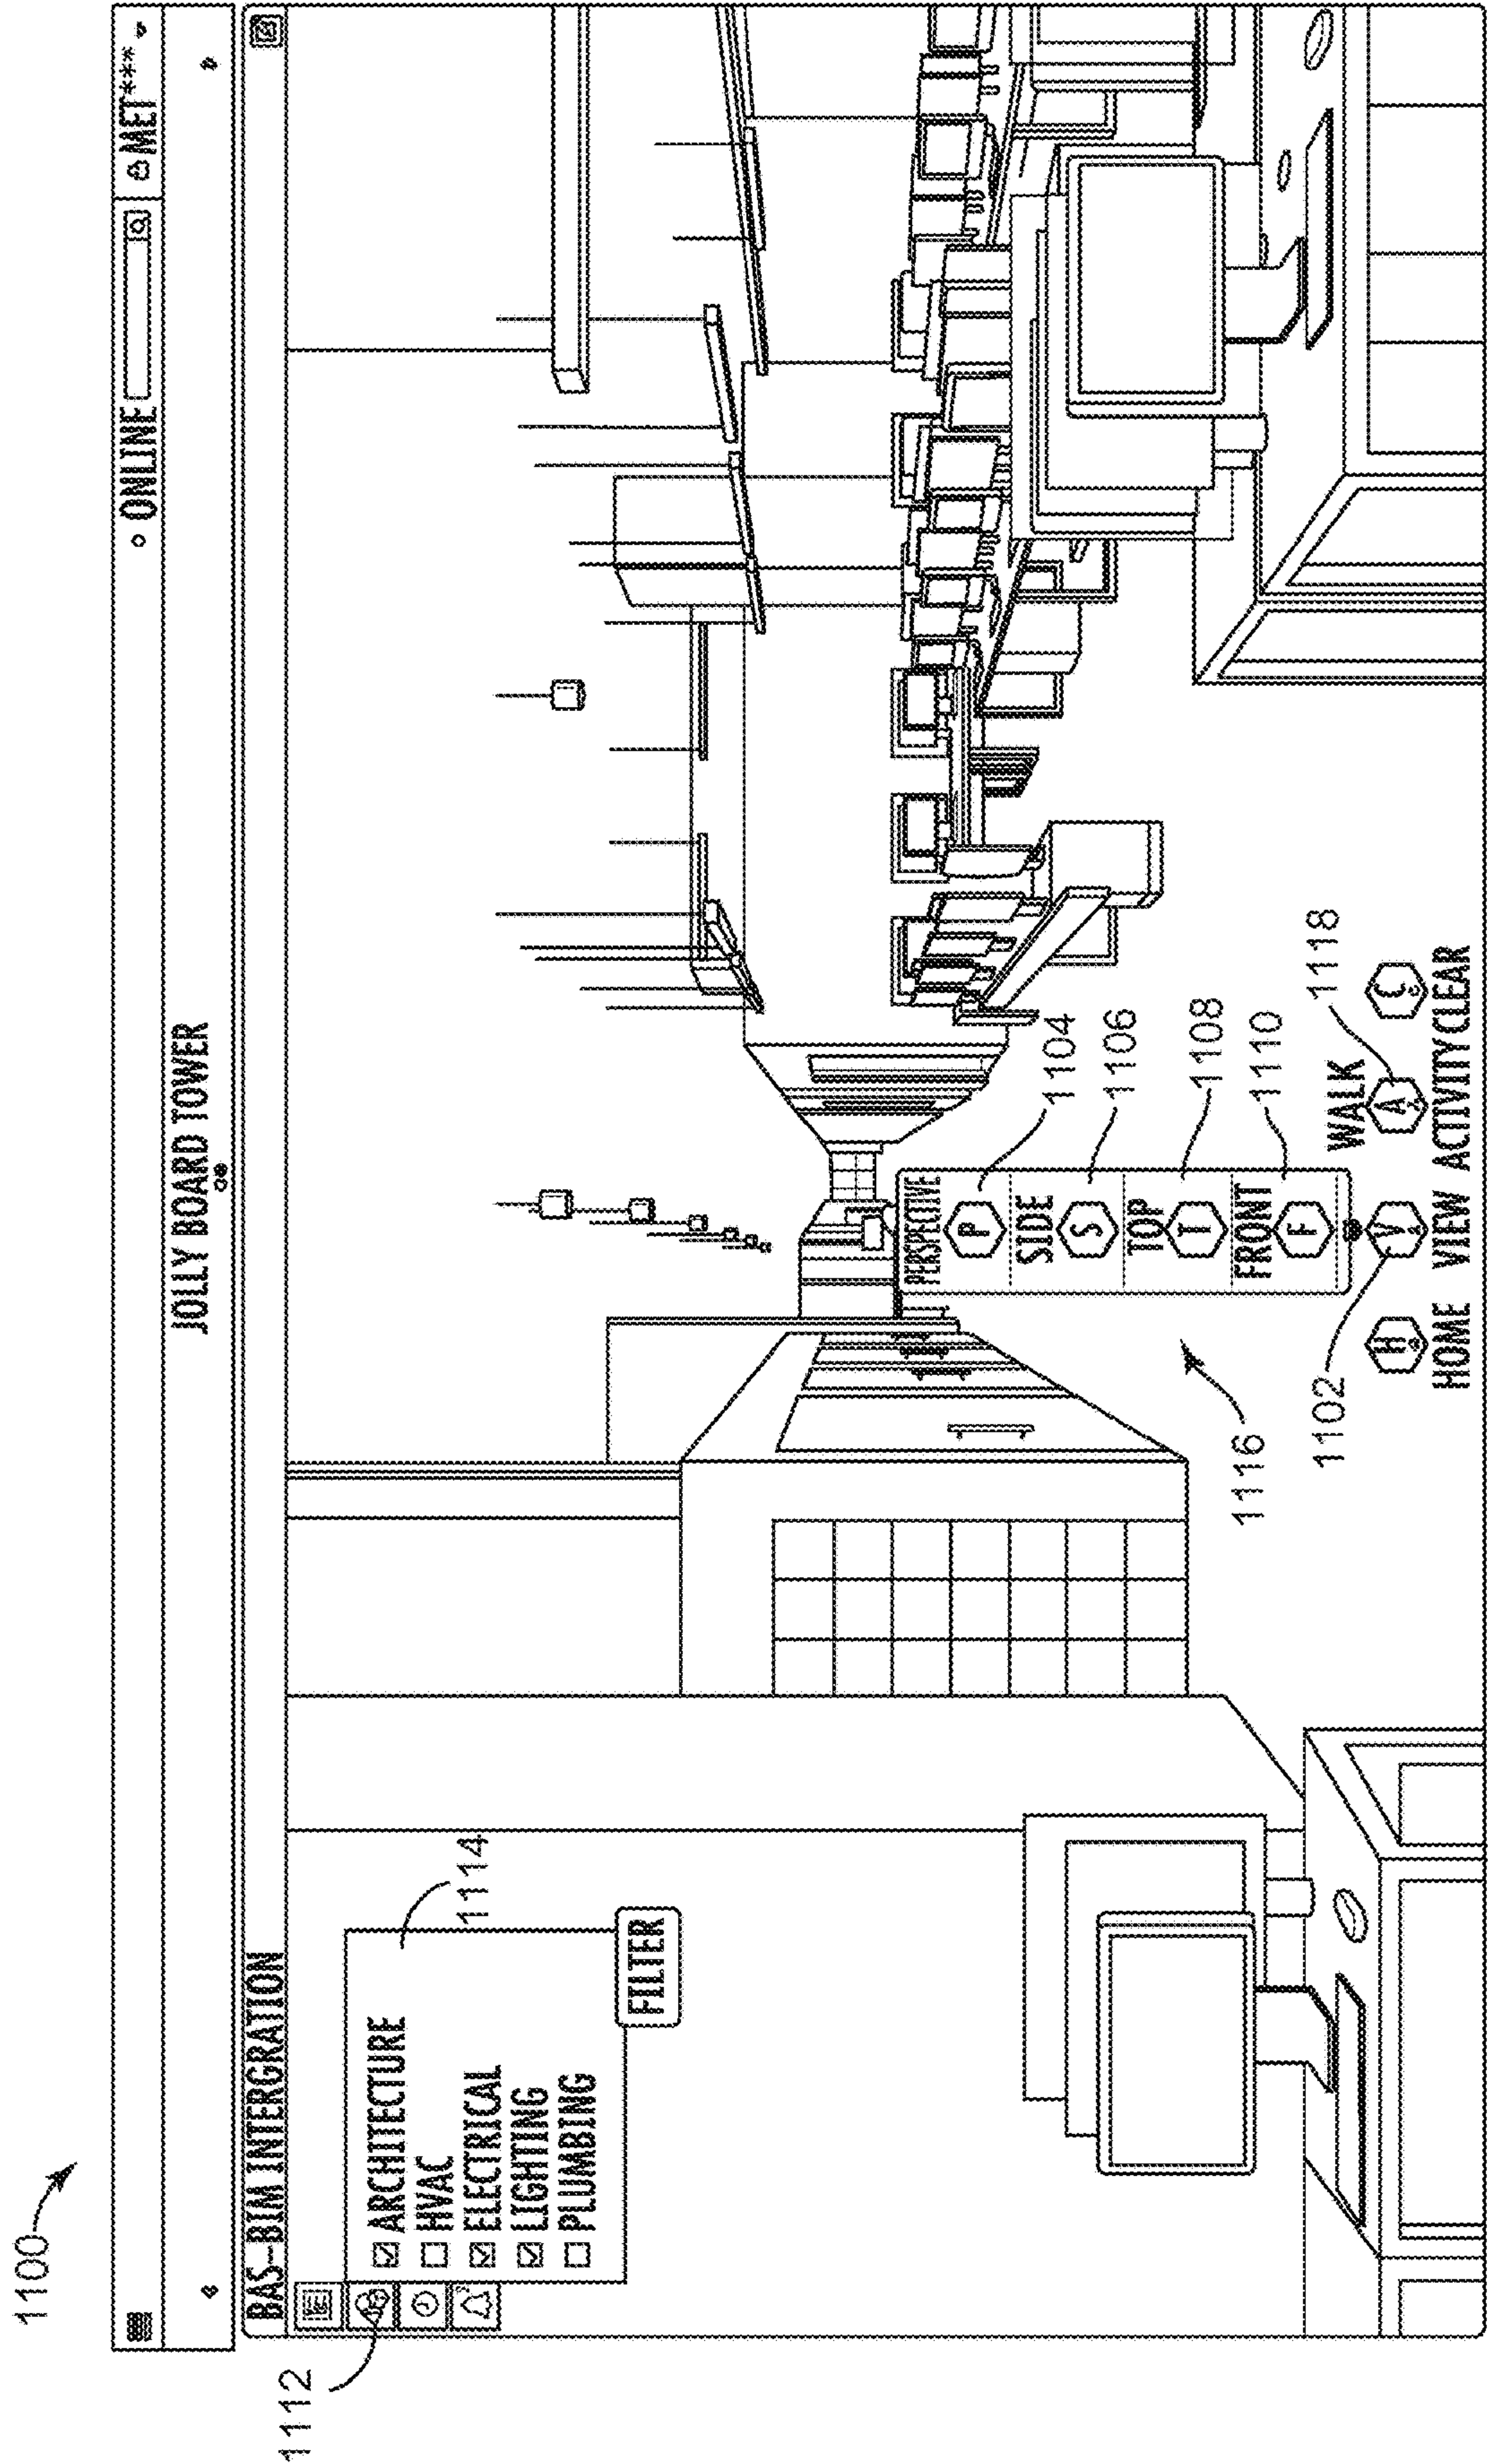 1100
ONLINE MET***
JOLLY BOARD TOWER
BAS-BIM INTERGRATION
1112
ARCHITECTURE
HVAC
ELECTRICAL
LIGHTING
PLUMBING
1114
FILTER
PERSPECTIVE
P
1104
SIDE
S
1106
TOP
T
1108
FRONT
F
1110
1116
1102
WALK
1118
H V A C
HOME VIEW ACTIVITY CLEAR